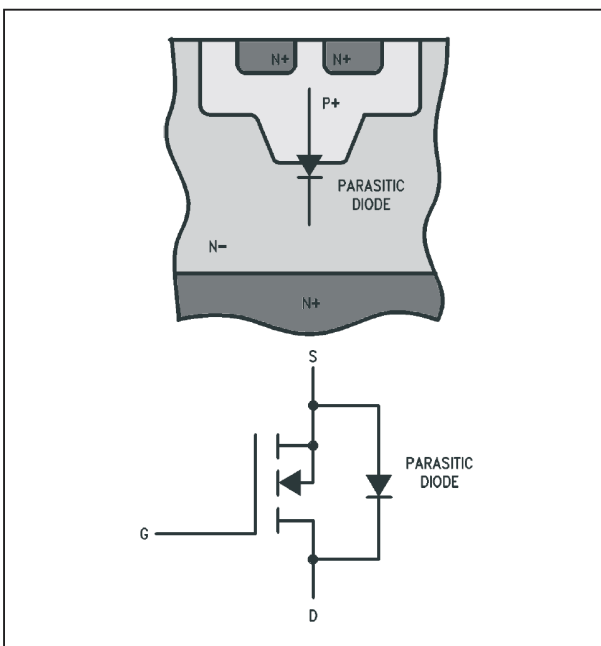 N+ N+
P+
PARASITIC
DIODE
N-
N+
S
PARASITIC
DIODE
G
D